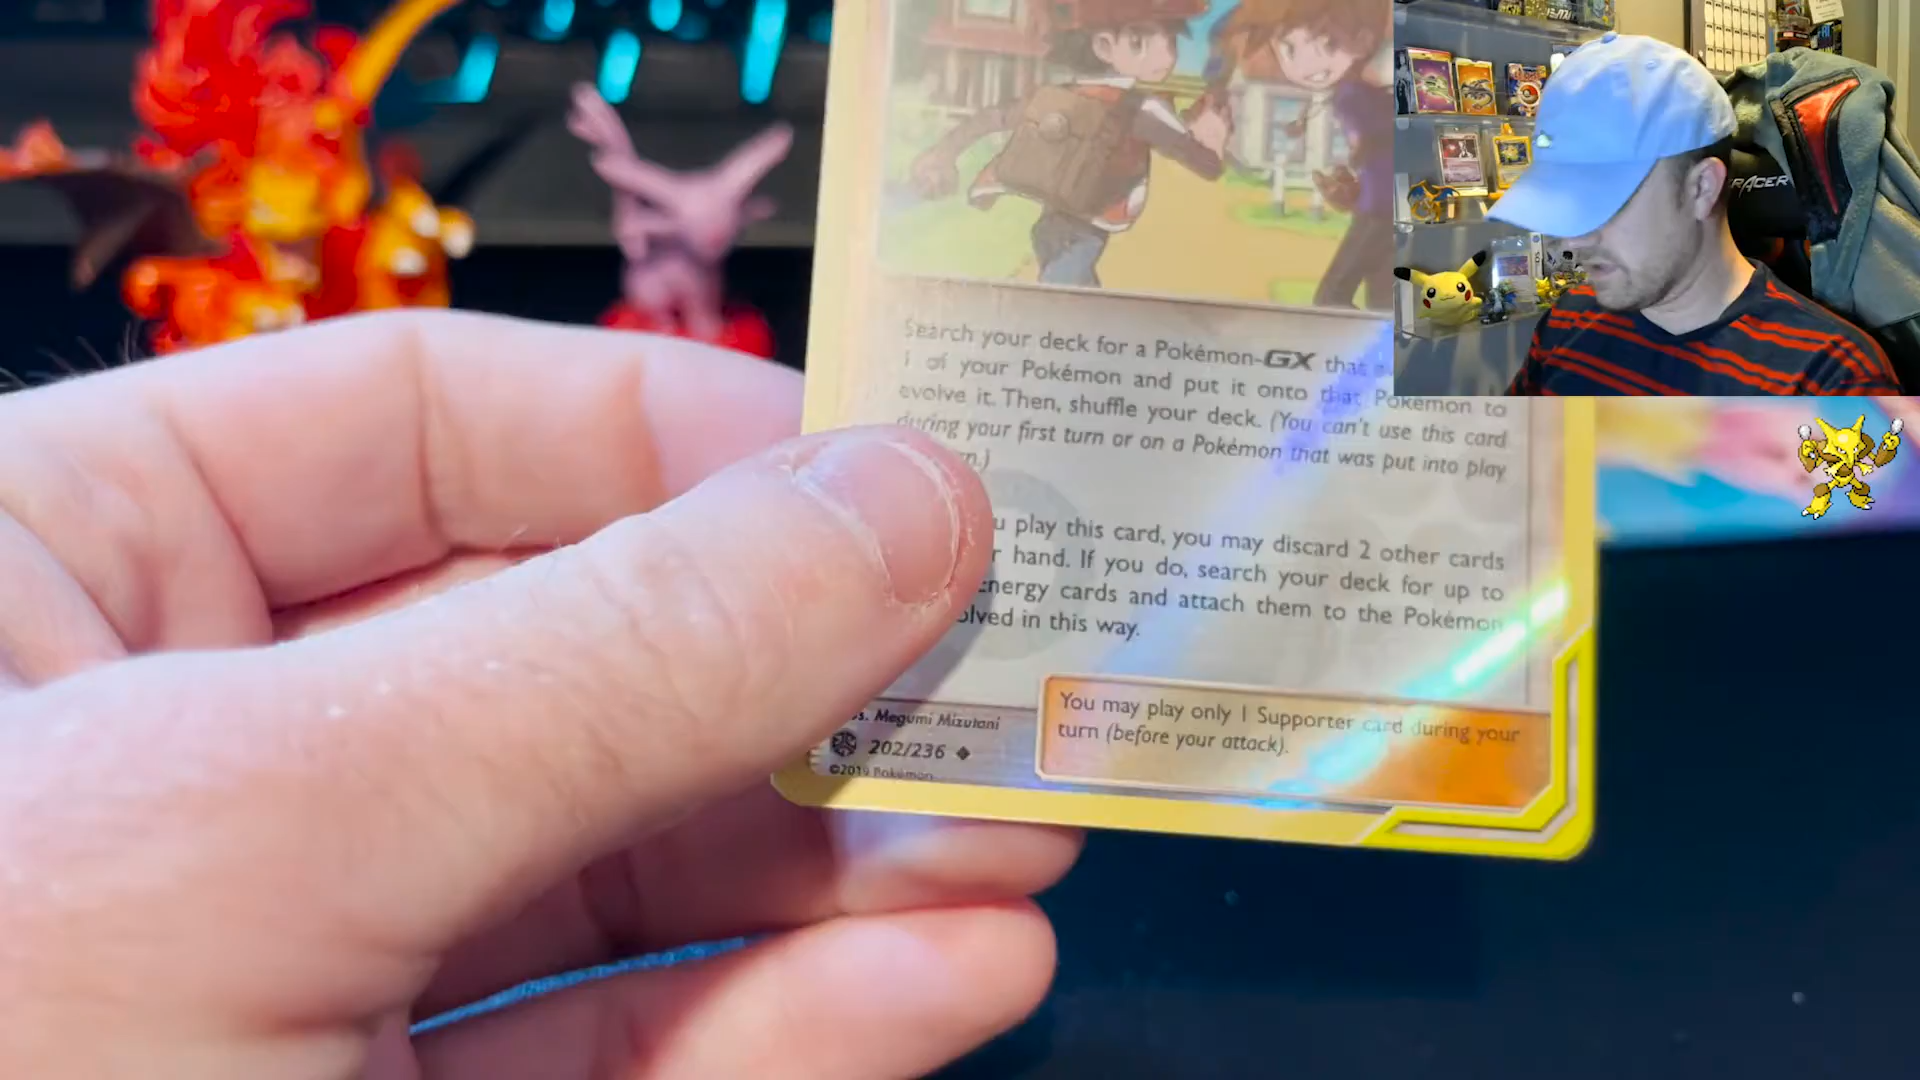 Search your deck for a Pokémon-GX that
1 of your Pokémon and put it onto that Pokémon to
evolve it. Then, shuffle your deck. (You can't use this card
during your first turn or on a Pokémon that was put into play
u play this card, you may discard 2 other cards
hand. If you do, search your deck for up to
Energy cards and attach them to the Pokémon
in this way.
You may play only 1 Supporter card during your
turn (before your attack).
Megumi Mizutani
202/236
©2019 Pokémon